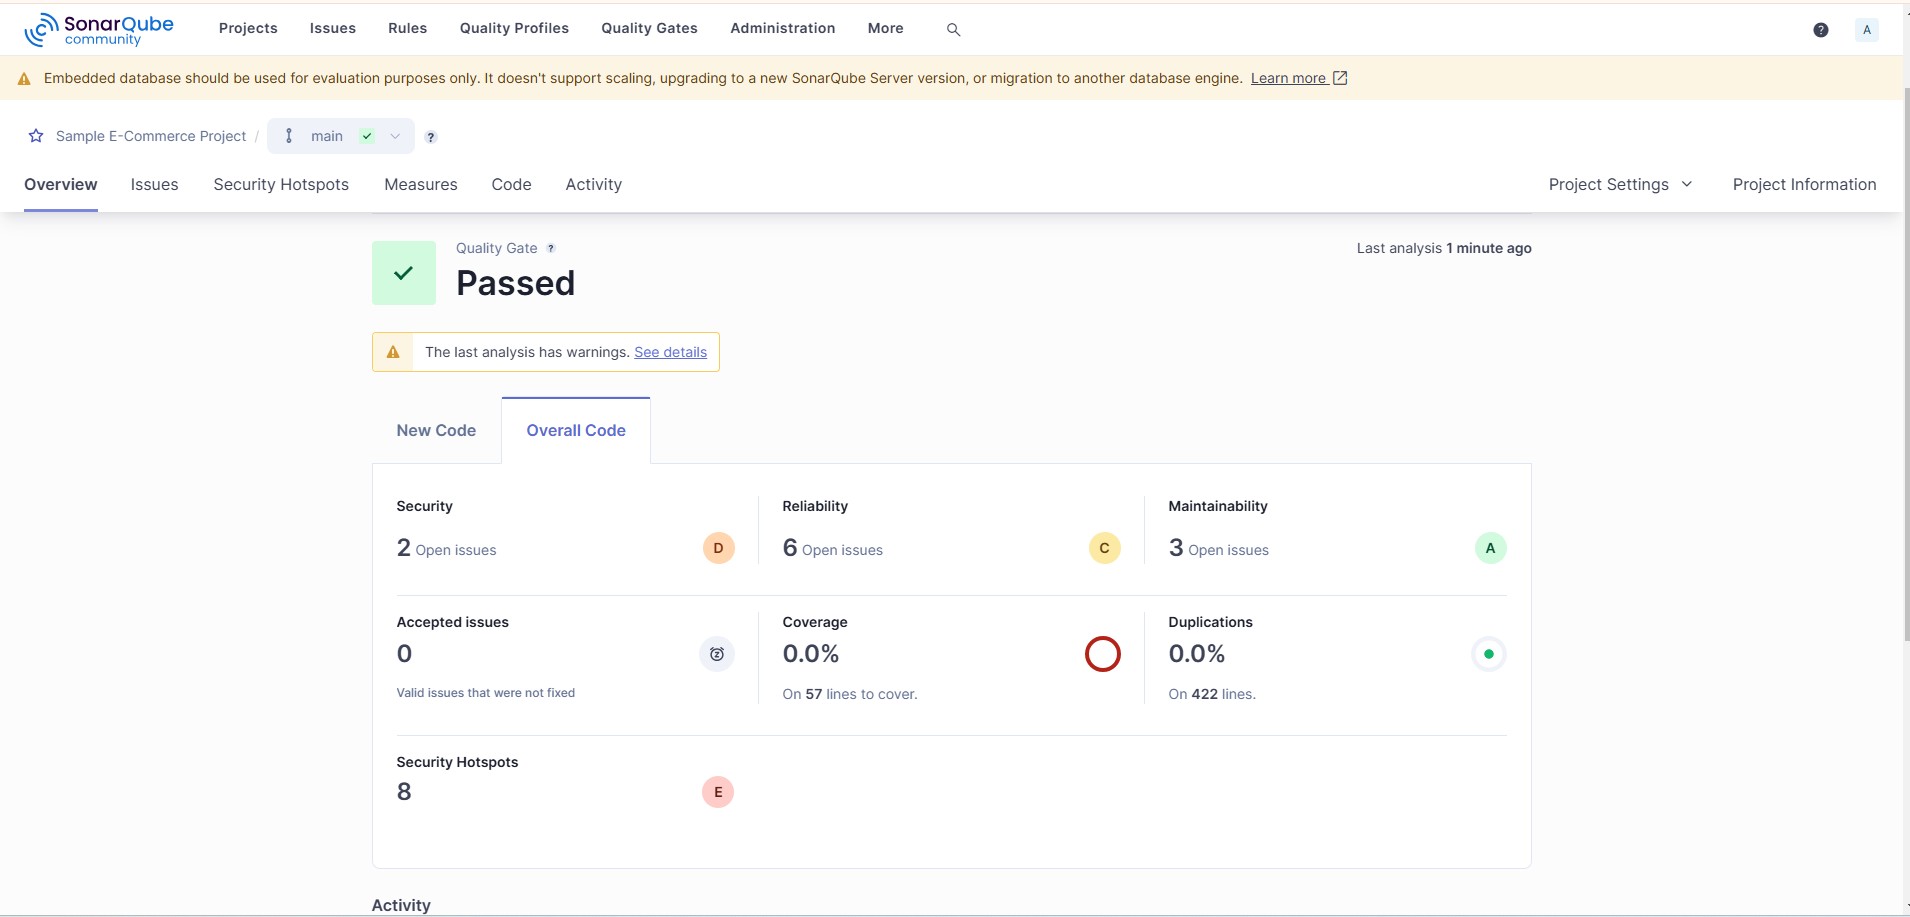 SonarQube community
Projects Issues Rules Quality Profiles Quality Gates Administration More ? A
Embedded database should be used for evaluation purposes only. It doesn't support scaling, upgrading to a new SonarQube Server version, or migration to another database engine. Learn more
Sample E-Commerce Project / main ?
Overview Issues Security Hotspots Measures Code Activity Project Settings Project Information
Quality Gate ? Last analysis 1 minute ago
Passed
The last analysis has warnings. See details
New Code Overall Code
Security Reliability Maintainability
2 Open issues D 6 Open issues C 3 Open issues A
Accepted issues Coverage Duplications
0 0.0% 0.0%
Valid issues that were not fixed On 57 lines to cover. On 422 lines.
Security Hotspots
8 E
Activity